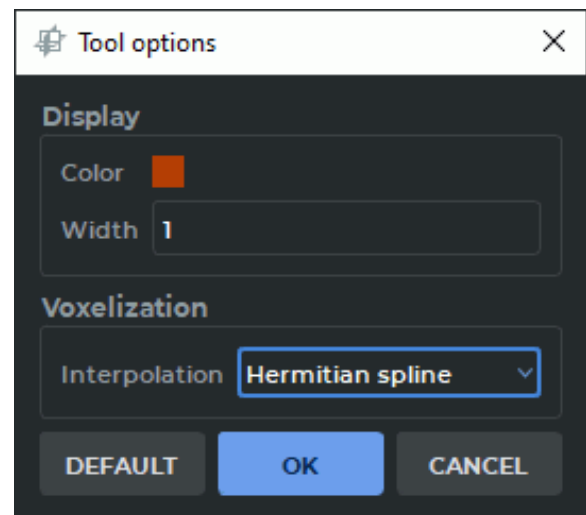 Tool options
Display
Color
Width 1
Voxelization
Interpolation Hermitian spline
DEFAULT OK CANCEL